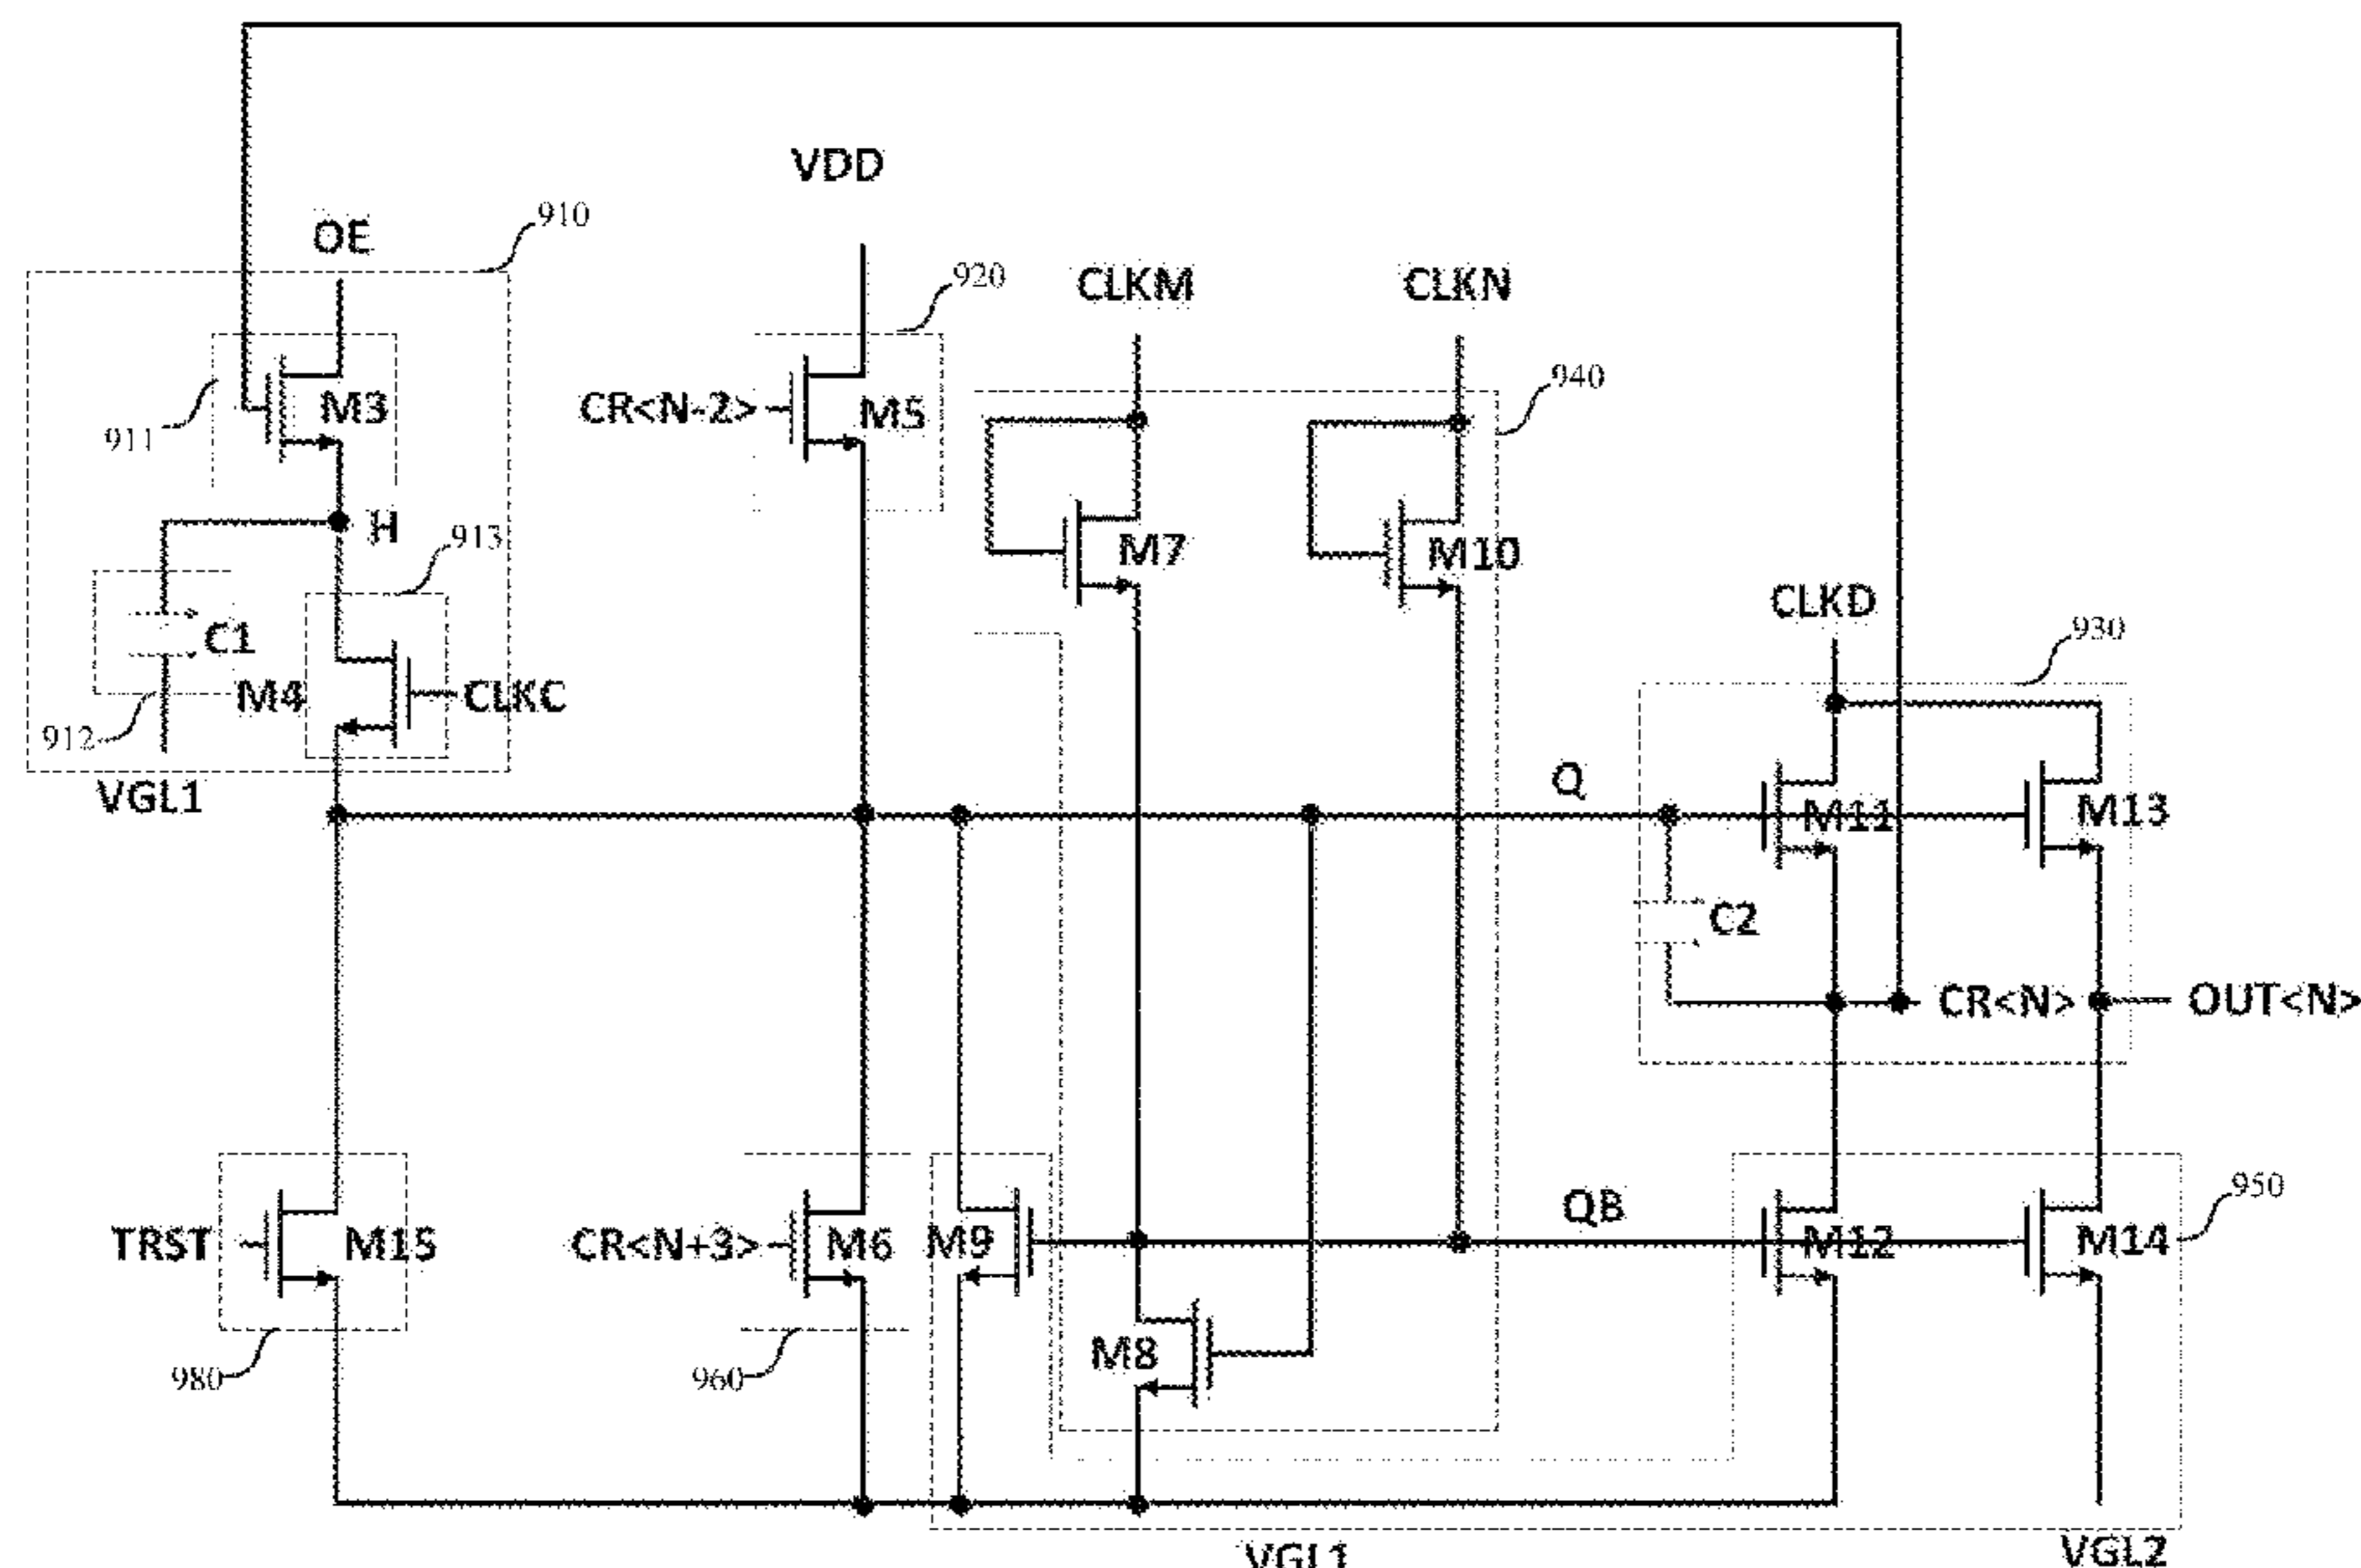 VDD
OE
910
920
CLKM
CLKN
940
M3
CR<N-2>
M5
911
H
913
M7
M10
CLKD
930
C1
M4
CLKC
912
VGL1
Q
M11
M13
C2
CR<N>
OUT<N>
QB
950
TRST
M15
CR<N+3>
M6
M9
M12
M14
M8
980
960
VGL1
VGL2